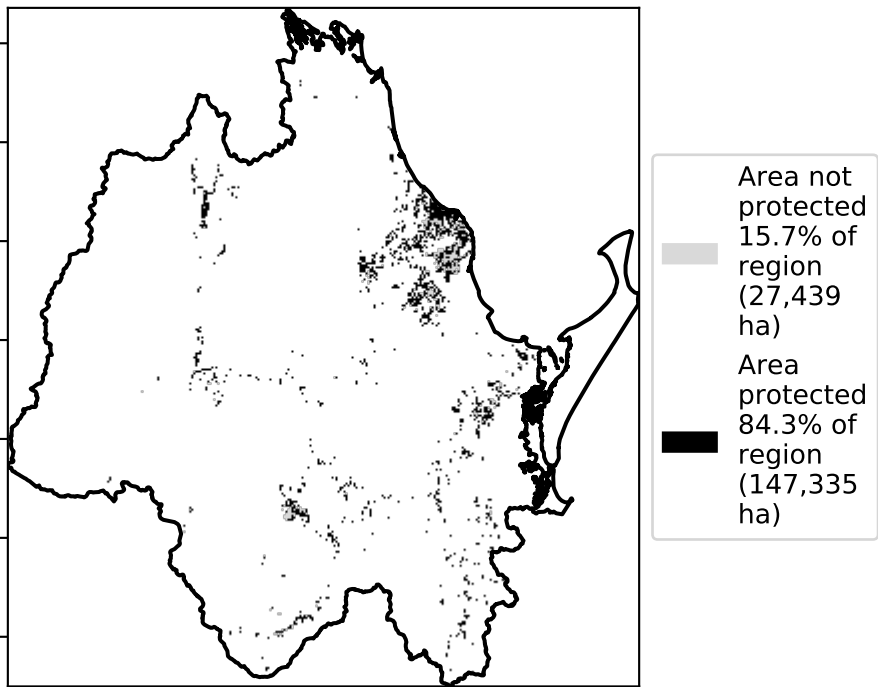 Area not
protected
15.7% of
region
(27,439
ha)
Area
protected
84.3% of
region
(147,335
ha)